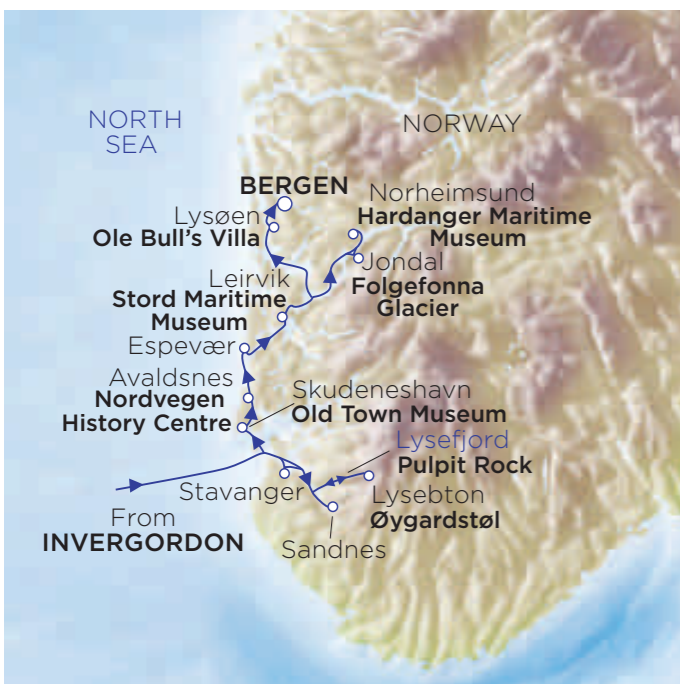 NORTH
SEA
NORWAY
BERGEN
Lysøen
Ole Bull's Villa
Norheimsund
Hardanger Maritime
Museum
Jondal
Folgefonna
Glacier
Leirvik
Stord Maritime
Museum
Espevær
Avaldsnes
Nordvegen
History Centre
Skudeneshavn
Old Town Museum
Lysefjord
Pulpit Rock
Lysebton
Øygardstøl
Stavanger
Sandnes
From
INVERGORDON